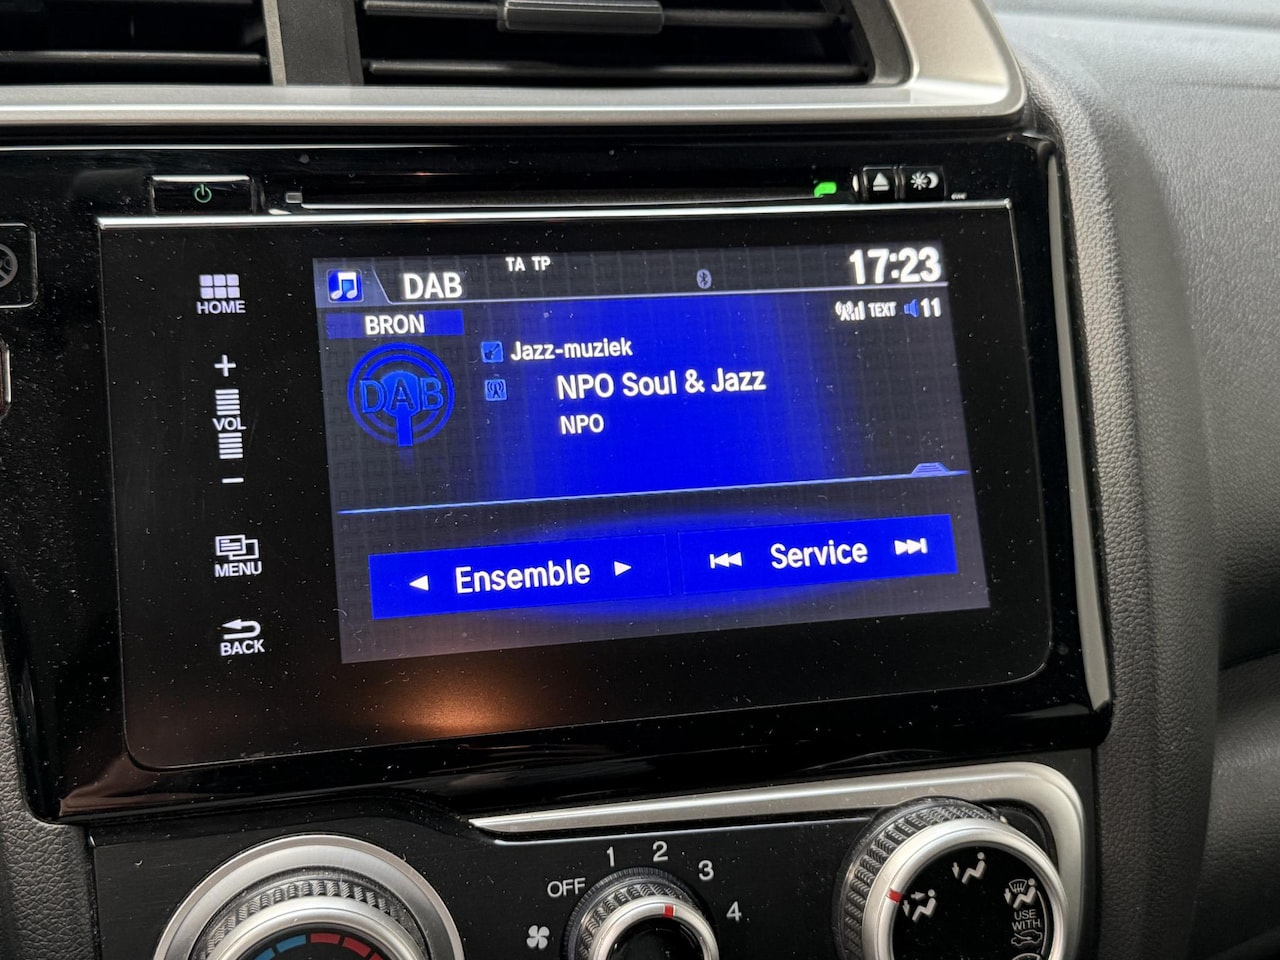 TA TP
17:23
DAB
HOME
BRON
TEXT 11
Jazz-muziek
DAB
NPO Soul & Jazz
NPO
+
VOL
−
Ensemble
Service
MENU
BACK
1 2 3 4
OFF
USE
WITH